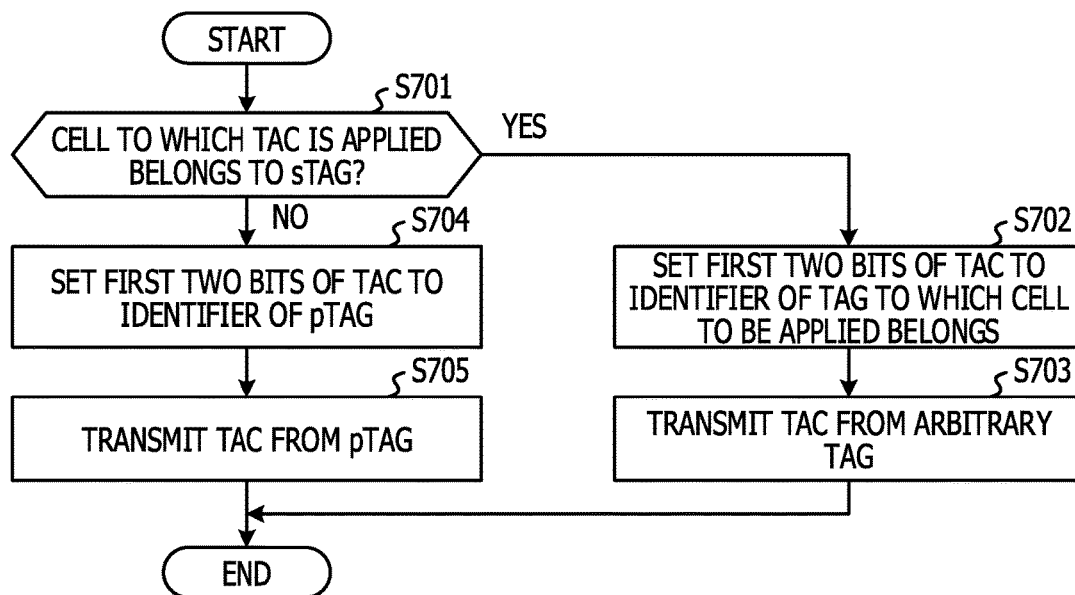 START
S701
CELL TO WHICH TAC IS APPLIED
BELONGS TO sTAG?
YES
NO
S704
SET FIRST TWO BITS OF TAC TO
IDENTIFIER OF pTAG
S702
SET FIRST TWO BITS OF TAC TO
IDENTIFIER OF TAG TO WHICH CELL
TO BE APPLIED BELONGS
S705
TRANSMIT TAC FROM pTAG
S703
TRANSMIT TAC FROM ARBITRARY
TAG
END